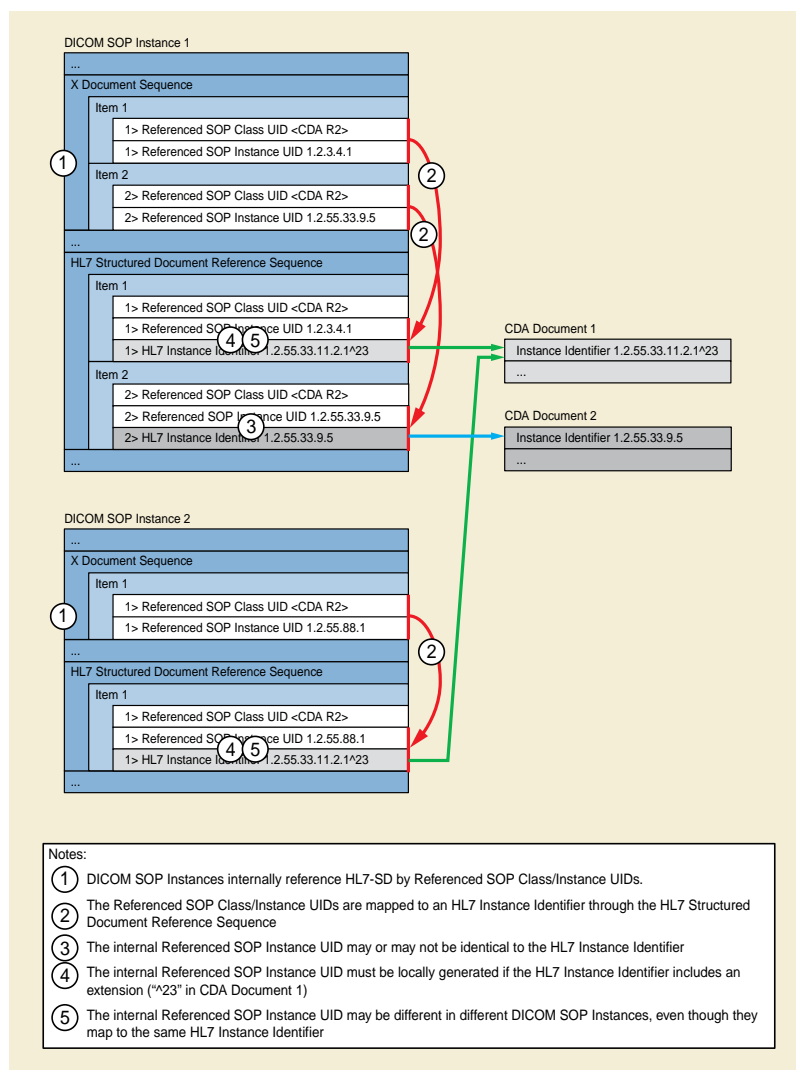 DICOM SOP Instance 1
...
X Document Sequence
Item 1
1> Referenced SOP Class UID <CDA R2>
1> Referenced SOP Instance UID 1.2.3.4.1
1
Item 2
2
2> Referenced SOP Class UID <CDA R2>
2> Referenced SOP Instance UID 1.2.55.33.9.5
2
...
HL7 Structured Document Reference Sequence
Item 1
1> Referenced SOP Class UID <CDA R2>
1> Referenced SOP Instance UID 1.2.3.4.1
4 5
1> HL7 Instance Identifier 1.2.55.33.11.2.1^23
Item 2
2> Referenced SOP Class UID <CDA R2>
2> Referenced SOP Instance UID 1.2.55.33.9.5
3
2> HL7 Instance Identifier 1.2.55.33.9.5
...
CDA Document 1
Instance Identifier 1.2.55.33.11.2.1^23
...
CDA Document 2
Instance Identifier 1.2.55.33.9.5
...
DICOM SOP Instance 2
...
X Document Sequence
Item 1
1> Referenced SOP Class UID <CDA R2>
1
1> Referenced SOP Instance UID 1.2.55.88.1
...
2
HL7 Structured Document Reference Sequence
Item 1
1> Referenced SOP Class UID <CDA R2>
1> Referenced SOP Instance UID 1.2.55.88.1
4 5
1> HL7 Instance Identifier 1.2.55.33.11.2.1^23
...
Notes:
1 DICOM SOP Instances internally reference HL7-SD by Referenced SOP Class/Instance UIDs.
2 The Referenced SOP Class/Instance UIDs are mapped to an HL7 Instance Identifier through the HL7 Structured
Document Reference Sequence
3 The internal Referenced SOP Instance UID may or may not be identical to the HL7 Instance Identifier
4 The internal Referenced SOP Instance UID must be locally generated if the HL7 Instance Identifier includes an
extension (“^23” in CDA Document 1)
5 The internal Referenced SOP Instance UID may be different in different DICOM SOP Instances, even though they
map to the same HL7 Instance Identifier